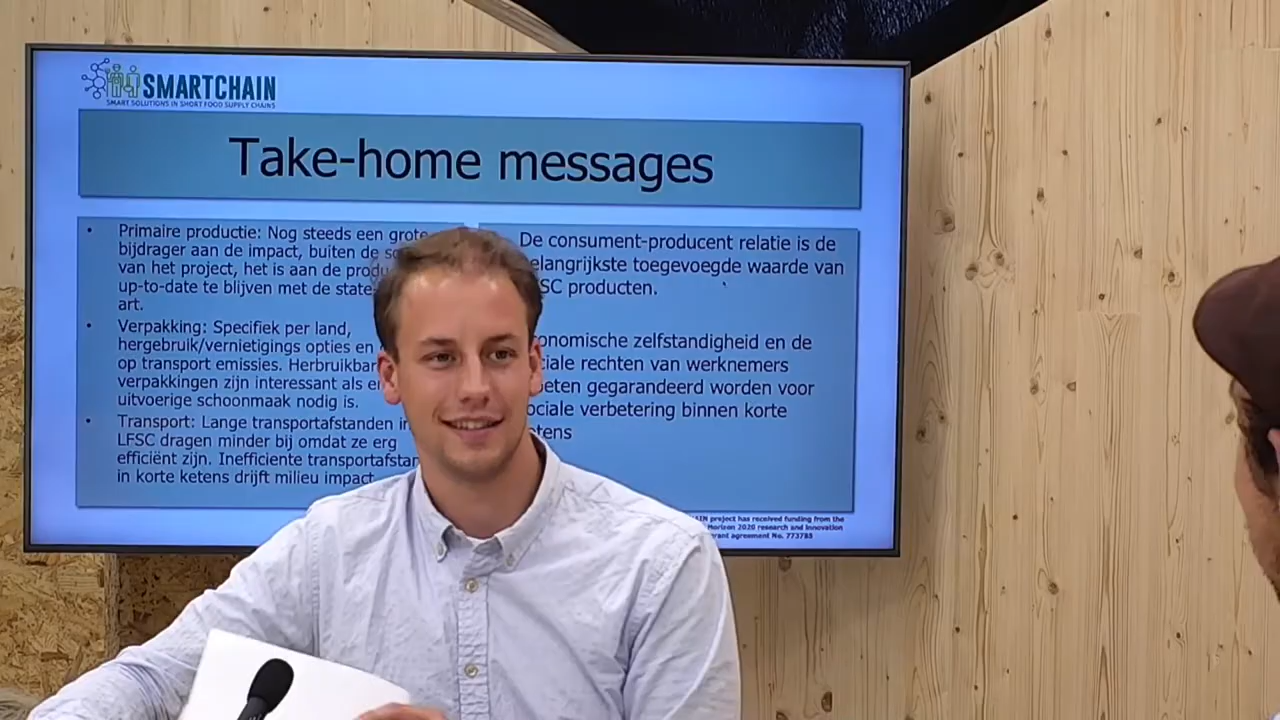 SMARTCHAIN
SMART SOLUTIONS IN SHORT FOOD SUPPLY CHAINS
Take-home messages
• Primaire productie: Nog steeds een grote
bijdrager aan de impact, buiten de
van het project, het is aan de
up-to-date te blijven met de state
art.
• Verpakking: Specifiek per land,
hergebruik/vernietigings opties en
op transport emissies. Herbruikbar
verpakkingen zijn interessant als
uitvoerige schoonmaak nodig is.
• Transport: Lange transportafstanden in
LFSC dragen minder bij omdat ze erg
efficiënt zijn. Inefficiente transportafstan
in korte ketens drijft milieu impact
De consument-producent relatie is de
elangrijkste toegevoegde waarde van
SC producten.
onomische zelfstandigheid en de
ciale rechten van werknemers
eten gegarandeerd worden voor
ociale verbetering binnen korte
etens
project has received funding from the
Horizon 2020 research and innovation
rant agreement No. 773785